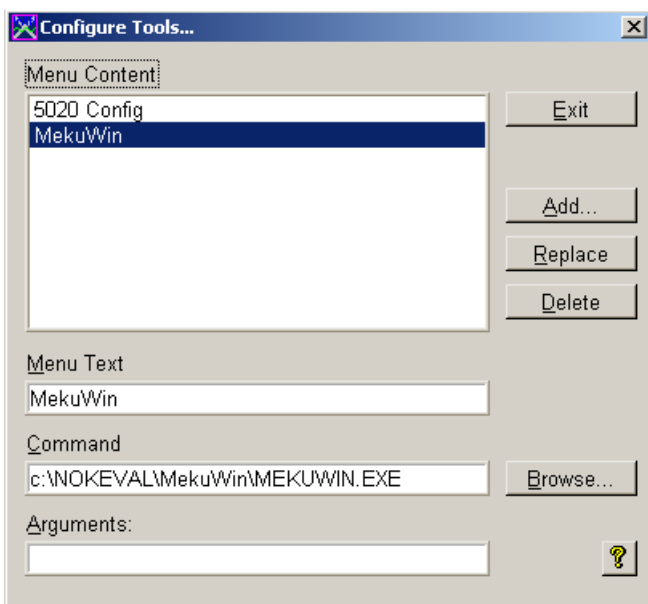 Configure Tools...
Menu Content
5020 Config
MekuWin
Exit
Add...
Replace
Delete
Menu Text
MekuWin
Command
c:\NOKEVAL\MekuWin\MEKUWIN.EXE
Browse...
Arguments:
?